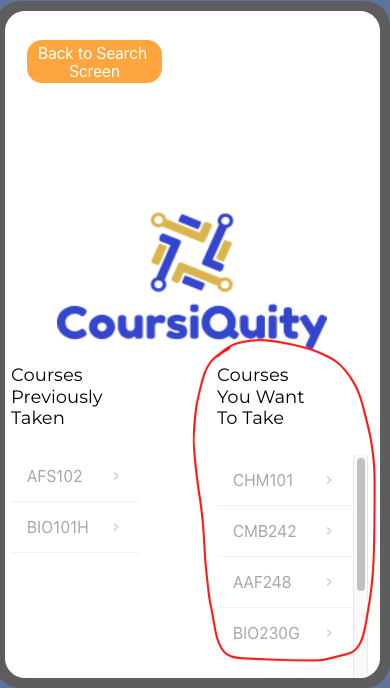 Back to Search
Screen
CoursiQuity
Courses
Previously
Taken
AFS102
BIO101H
Courses
You Want
To Take
CHM101
CMB242
AAF248
BIO230G